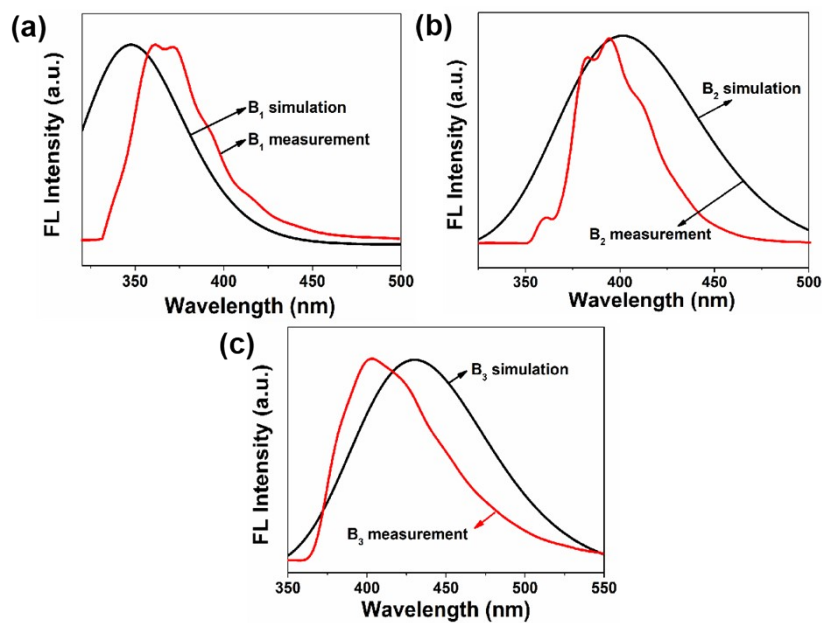 (a)
FL Intensity (a.u.)
B₁ simulation
B₁ measurement
350 400 450 500
Wavelength (nm)
(b)
FL Intensity (a.u.)
B₂ simulation
B₂ measurement
350 400 450 500
Wavelength (nm)
(c)
FL Intensity (a.u.)
B₃ simulation
B₃ measurement
350 400 450 500 550
Wavelength (nm)